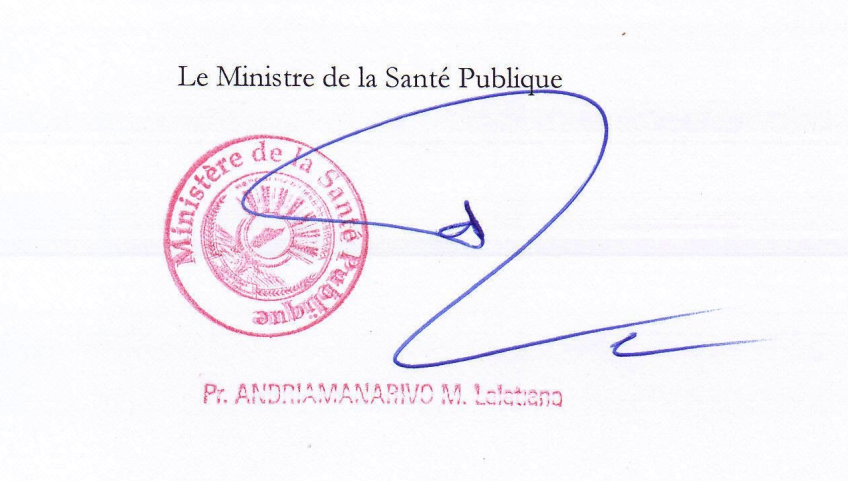 Le Ministre de la Santé Publique
Ministère de la Santé Publique
Pr. ANDRIAMANARIVO M. Lalatiana